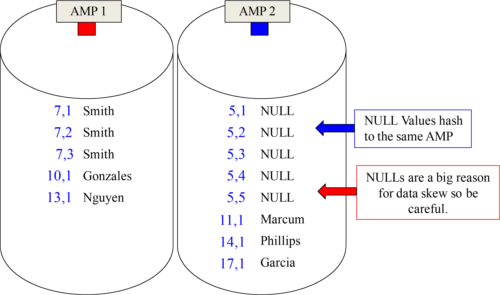 AMP 1
AMP 2
7,1 Smith
7,2 Smith
7,3 Smith
10,1 Gonzales
13,1 Nguyen
5,1 NULL
5,2 NULL
5,3 NULL
5,4 NULL
5,5 NULL
11,1 Marcum
14,1 Phillips
17,1 Garcia
NULL Values hash
to the same AMP
NULLs are a big reason
for data skew so be
careful.